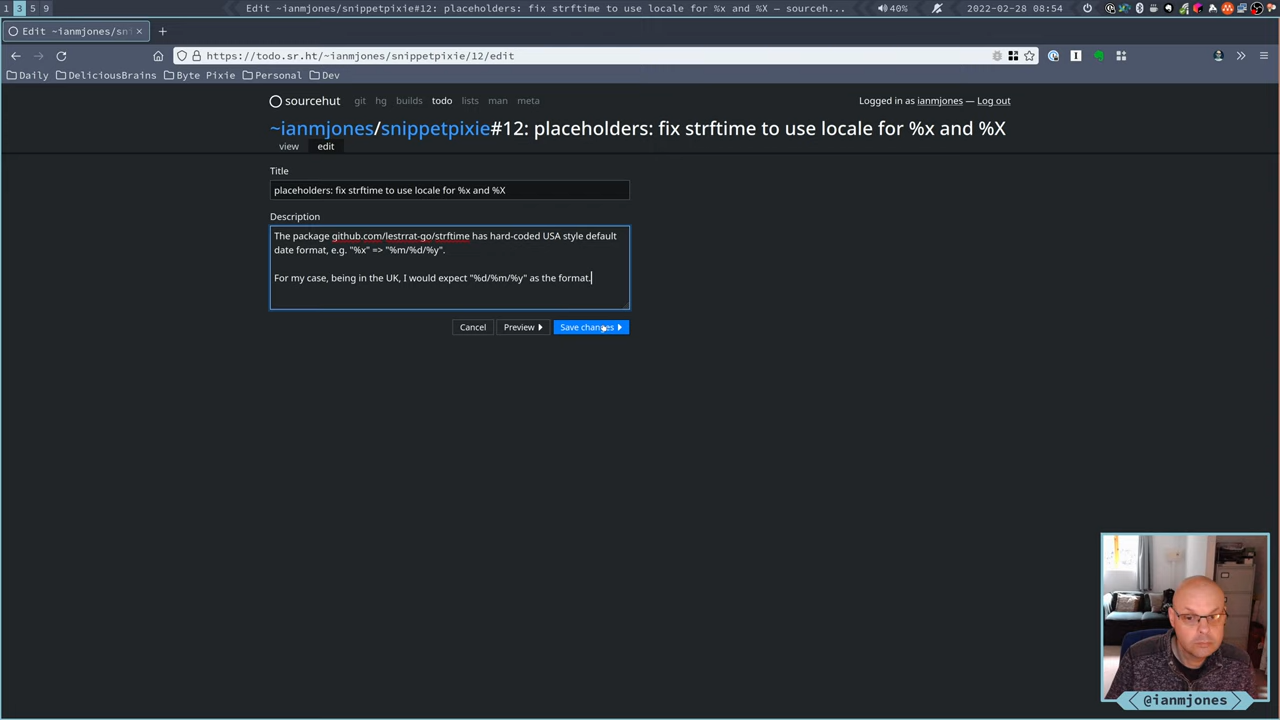 1 3 5 9
Edit ~ianmjones/snippetpixie#12: placeholders: fix strftime to use locale for %x and %X — sourceh...
40%
2022-02-28 08:54
Edit ~ianmjones/sni
https://todo.sr.ht/~ianmjones/snippetpixie/12/edit
Daily DeliciousBrains Byte Pixie Personal Dev
sourcehut git hg builds todo lists man meta
Logged in as ianmjones — Log out
~ianmjones/snippetpixie#12: placeholders: fix strftime to use locale for %x and %X
view edit
Title
placeholders: fix strftime to use locale for %x and %X
Description
The package github.com/lestrrat-go/strftime has hard-coded USA style default
date format, e.g. "%x" => "%m/%d/%y".
For my case, being in the UK, I would expect "%d/%m/%y" as the format.
Cancel Preview Save changes
@ianmjones